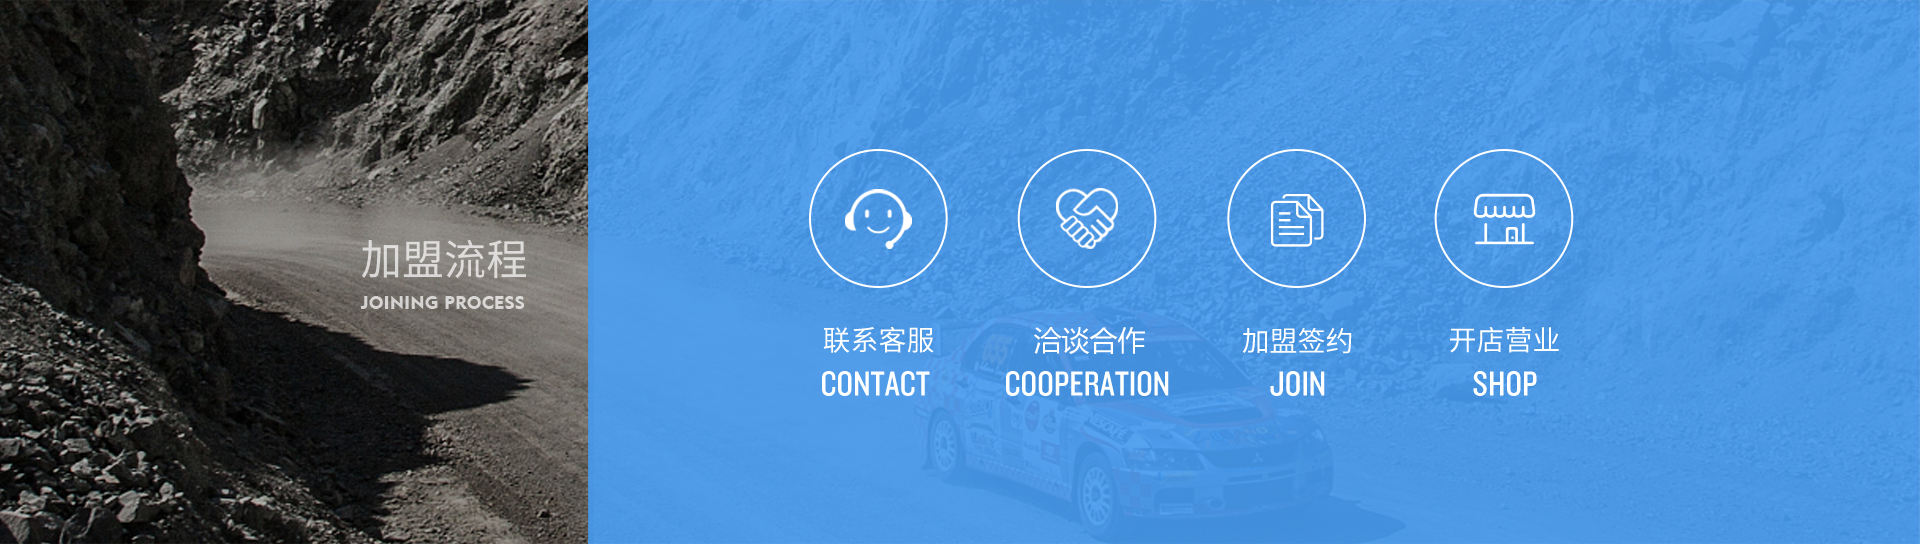 加盟流程
JOINING PROCESS
联系客服
CONTACT
洽谈合作
COOPERATION
加盟签约
JOIN
开店营业
SHOP